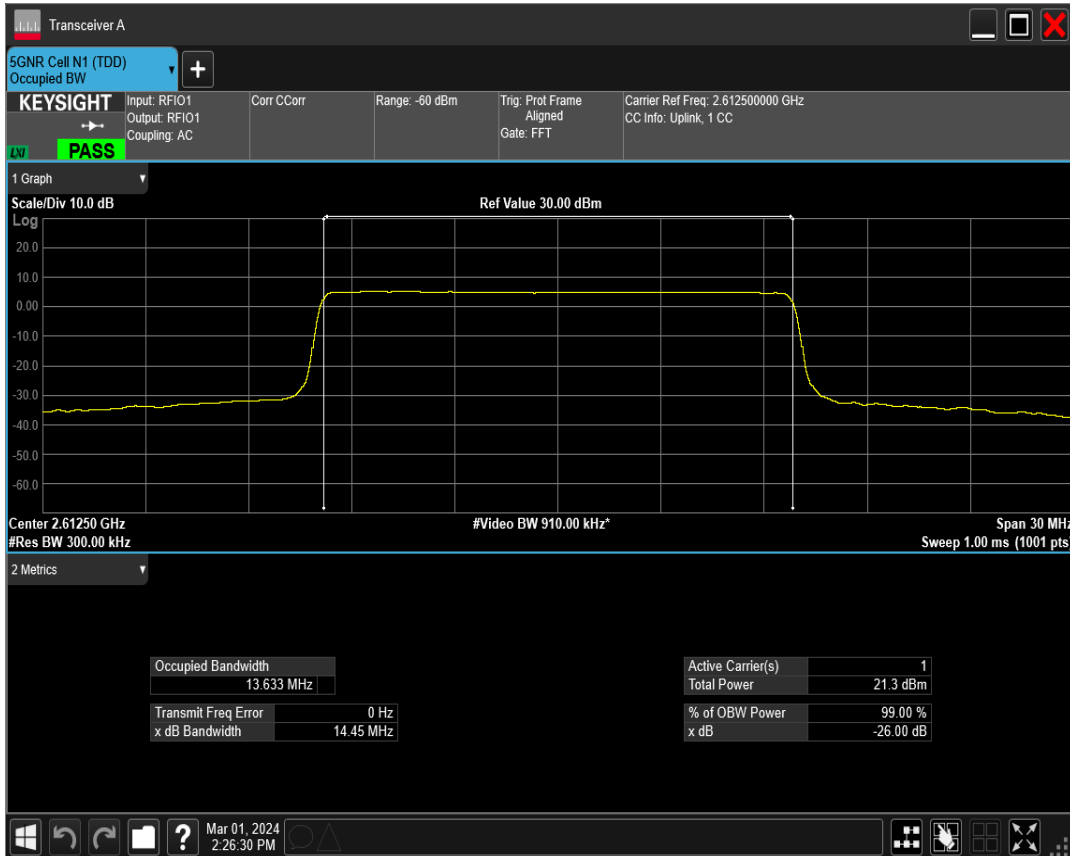 Transceiver A
5GNR Cell N1 (TDD)
Occupied BW
+
KEYSIGHT
LXI
PASS
Input: RFIO1
Output: RFIO1
Coupling: AC
Corr CCorr
Range: -60 dBm
Trig: Prot Frame
Aligned
Gate: FFT
Carrier Ref Freq: 2.612500000 GHz
CC Info: Uplink, 1 CC
1 Graph
Scale/Div 10.0 dB
Ref Value 30.00 dBm
Log
20.0
10.0
0.00
-10.0
-20.0
-30.0
-40.0
-50.0
-60.0
Center 2.61250 GHz
#Video BW 910.00 kHz*
Span 30 MHz
#Res BW 300.00 kHz
Sweep 1.00 ms (1001 pts)
2 Metrics
Occupied Bandwidth
13.633 MHz
Transmit Freq Error 0 Hz
x dB Bandwidth 14.45 MHz
Active Carrier(s) 1
Total Power 21.3 dBm
% of OBW Power 99.00 %
x dB -26.00 dB
?
Mar 01, 2024
2:26:30 PM